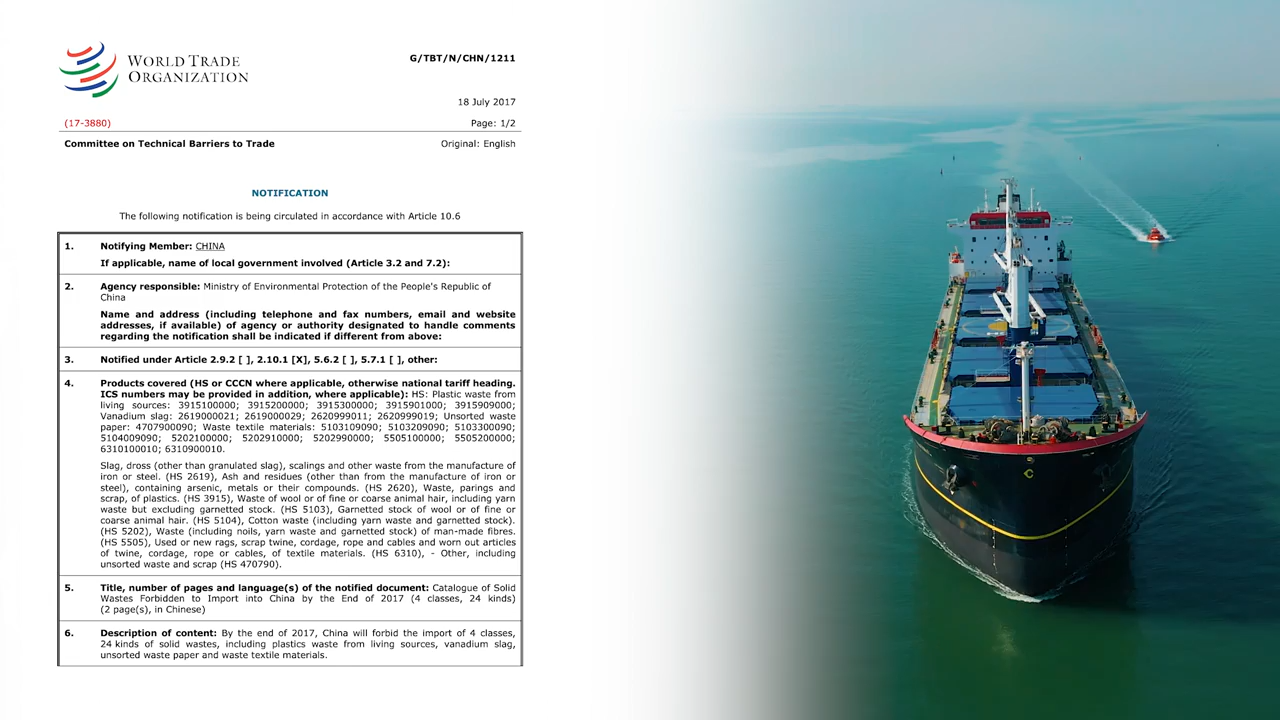 WORLD TRADE
ORGANIZATION
G/TBT/N/CHN/1211
18 July 2017
(17-3880)
Page: 1/2
Committee on Technical Barriers to Trade
Original: English
NOTIFICATION
The following notification is being circulated in accordance with Article 10.6
1. Notifying Member: CHINA
If applicable, name of local government involved (Article 3.2 and 7.2):
2. Agency responsible: Ministry of Environmental Protection of the People's Republic of
China
Name and address (including telephone and fax numbers, email and website
addresses, if available) of agency or authority designated to handle comments
regarding the notification shall be indicated if different from above:
3. Notified under Article 2.9.2 [ ], 2.10.1 [X], 5.6.2 [ ], 5.7.1 [ ], other:
4. Products covered (HS or CCCN where applicable, otherwise national tariff heading.
ICS numbers may be provided in addition, where applicable): HS: Plastic waste from
living sources: 3915100000; 3915200000; 3915300000; 3915901000; 3915909000;
Vanadium slag: 2619000021; 2619000029; 2620999011; 2620999019; Unsorted waste
paper: 4707900090; Waste textile materials: 5103109090; 5103209090; 5103300090;
5104009090; 5202100000; 5202910000; 5202990000; 5505100000; 5505200000;
6310100010; 6310900010.
Slag, dross (other than granulated slag), scalings and other waste from the manufacture of
iron or steel. (HS 2619), Ash and residues (other than from the manufacture of iron or
steel), containing arsenic, metals or their compounds. (HS 2620), Waste, parings and
scrap, of plastics. (HS 3915), Waste of wool or of fine or coarse animal hair, including yarn
waste but excluding garnetted stock. (HS 5103), Garnetted stock of wool or of fine or
coarse animal hair. (HS 5104), Cotton waste (including yarn waste and garnetted stock).
(HS 5202), Waste (including noils, yarn waste and garnetted stock) of man-made fibres.
(HS 5505), Used or new rags, scrap twine, cordage, rope and cables and worn out articles
of twine, cordage, rope or cables, of textile materials. (HS 6310), - Other, including
unsorted waste and scrap (HS 470790).
5. Title, number of pages and language(s) of the notified document: Catalogue of Solid
Wastes Forbidden to Import into China by the End of 2017 (4 classes, 24 kinds)
(2 page(s), in Chinese)
6. Description of content: By the end of 2017, China will forbid the import of 4 classes,
24 kinds of solid wastes, including plastics waste from living sources, vanadium slag,
unsorted waste paper and waste textile materials.